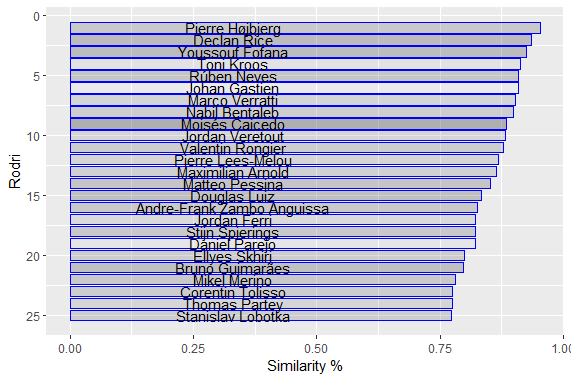 0
Pierre Højbjerg
Declan Rice
Youssouf Fofana
Toni Kroos
5
Rúben Neves
Johan Gastien
Marco Verratti
Nabil Bentaleb
Moisés Caicedo
10
Jordan Veretout
Valentin Rongier
Pierre Lees-Melou
Maximilian Arnold
Matteo Pessina
15
Douglas Luiz
Andre-Frank Zambo Anguissa
Jordan Ferri
Stijn Spierings
Dániel Parejo
20
Ellyes Skhiri
Bruno Guimarães
Mikel Merino
Corentin Tolisso
Thomas Partey
25
Stanislav Lobotka
Rodri
0.00 0.25 0.50 0.75 1.00
Similarity %